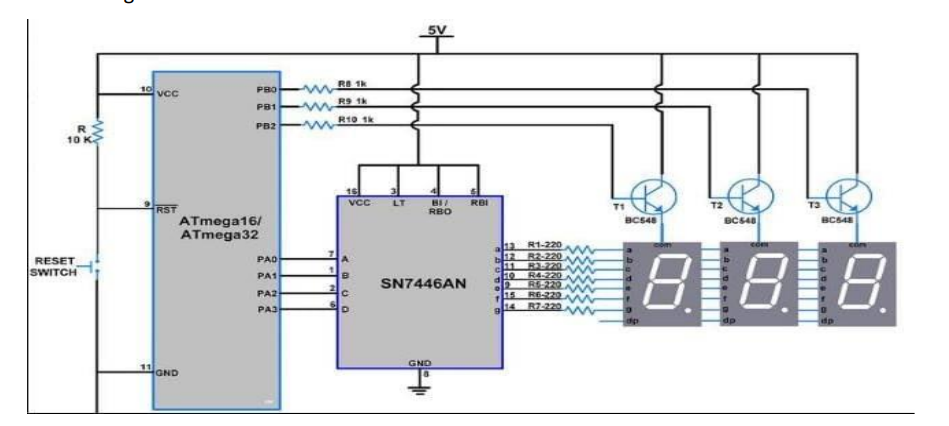 5V
10 VCC
PB0 R8 1k
PB1 R9 1k
PB2 R10 1k
R
10 K
9 RST
ATmega16/
ATmega32
RESET
SWITCH
PA0
PA1
PA2
PA3
11 GND
16 3 4 5
VCC LT BI / RBI
RBO
7 A
1 B
2 C
6 D
SN7446AN
GND
8
a 13 R1-220
b 12 R2-220
c 11 R3-220
d 10 R4-220
e 9 R5-220
f 15 R6-220
g 14 R7-220
T1 T2 T3
BC548 BC548 BC548
com com com
a a a
b b b
c c c
d d d
e e e
f f f
g g g
dp dp dp
8. 8. 8.